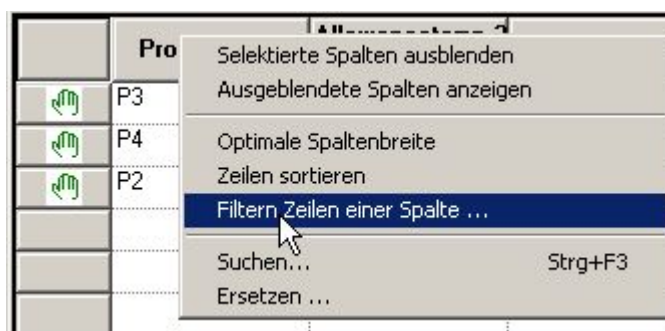 Pro
Selektierte Spalten ausblenden
Ausgeblendete Spalten anzeigen
Optimale Spaltenbreite
Zeilen sortieren
Filtern Zeilen einer Spalte ...
Suchen... Strg+F3
Ersetzen ...
P3
P4
P2